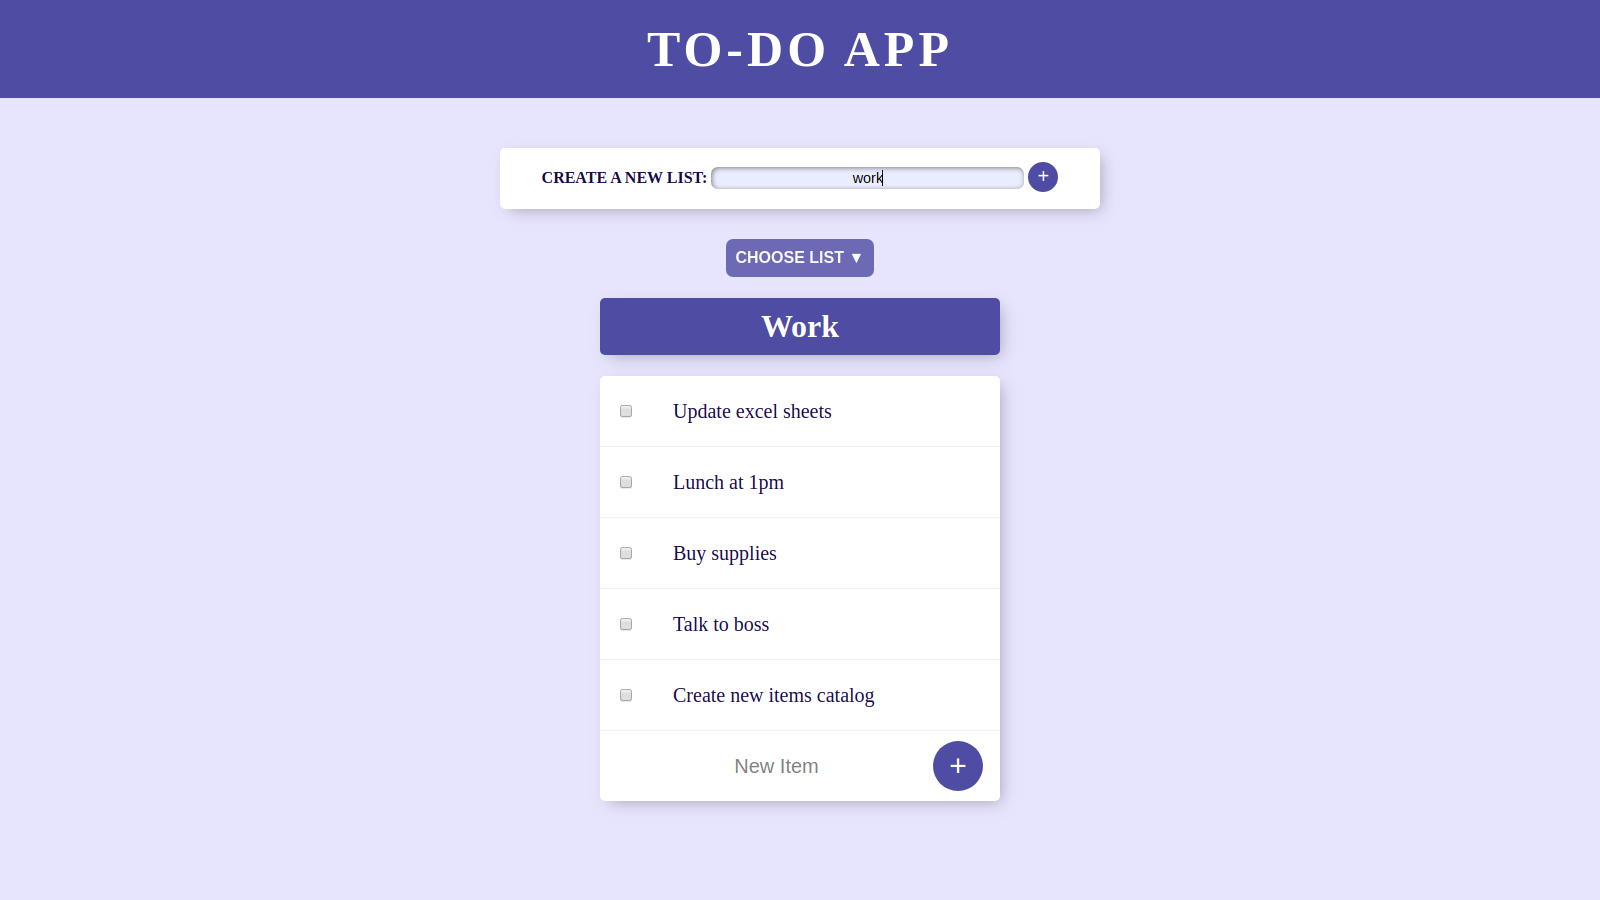 TO-DO APP
CREATE A NEW LIST: work +
CHOOSE LIST ▼
Work
Update excel sheets
Lunch at 1pm
Buy supplies
Talk to boss
Create new items catalog
New Item +